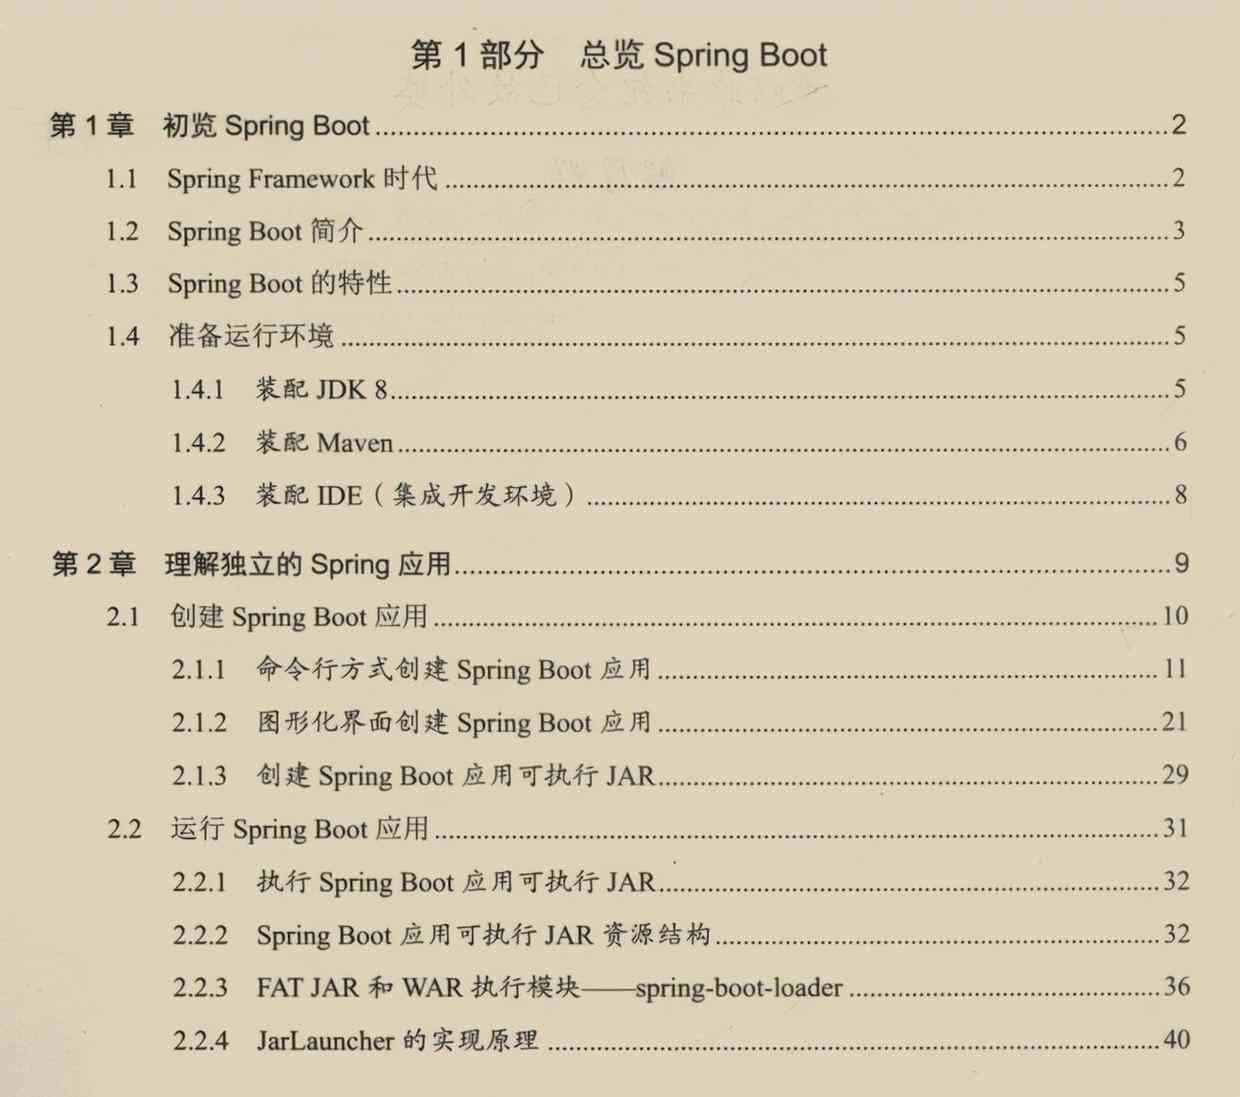 第 1 部分 总览 Spring Boot
第 1 章 初览 Spring Boot........................2
1.1 Spring Framework 时代........................2
1.2 Spring Boot 简介........................3
1.3 Spring Boot 的特性........................5
1.4 准备运行环境........................5
1.4.1 装配 JDK 8........................5
1.4.2 装配 Maven........................6
1.4.3 装配 IDE（集成开发环境）........................8
第 2 章 理解独立的 Spring 应用........................9
2.1 创建 Spring Boot 应用........................10
2.1.1 命令行方式创建 Spring Boot 应用........................11
2.1.2 图形化界面创建 Spring Boot 应用........................21
2.1.3 创建 Spring Boot 应用可执行 JAR........................29
2.2 运行 Spring Boot 应用........................31
2.2.1 执行 Spring Boot 应用可执行 JAR........................32
2.2.2 Spring Boot 应用可执行 JAR 资源结构........................32
2.2.3 FAT JAR 和 WAR 执行模块——spring-boot-loader........................36
2.2.4 JarLauncher 的实现原理........................40